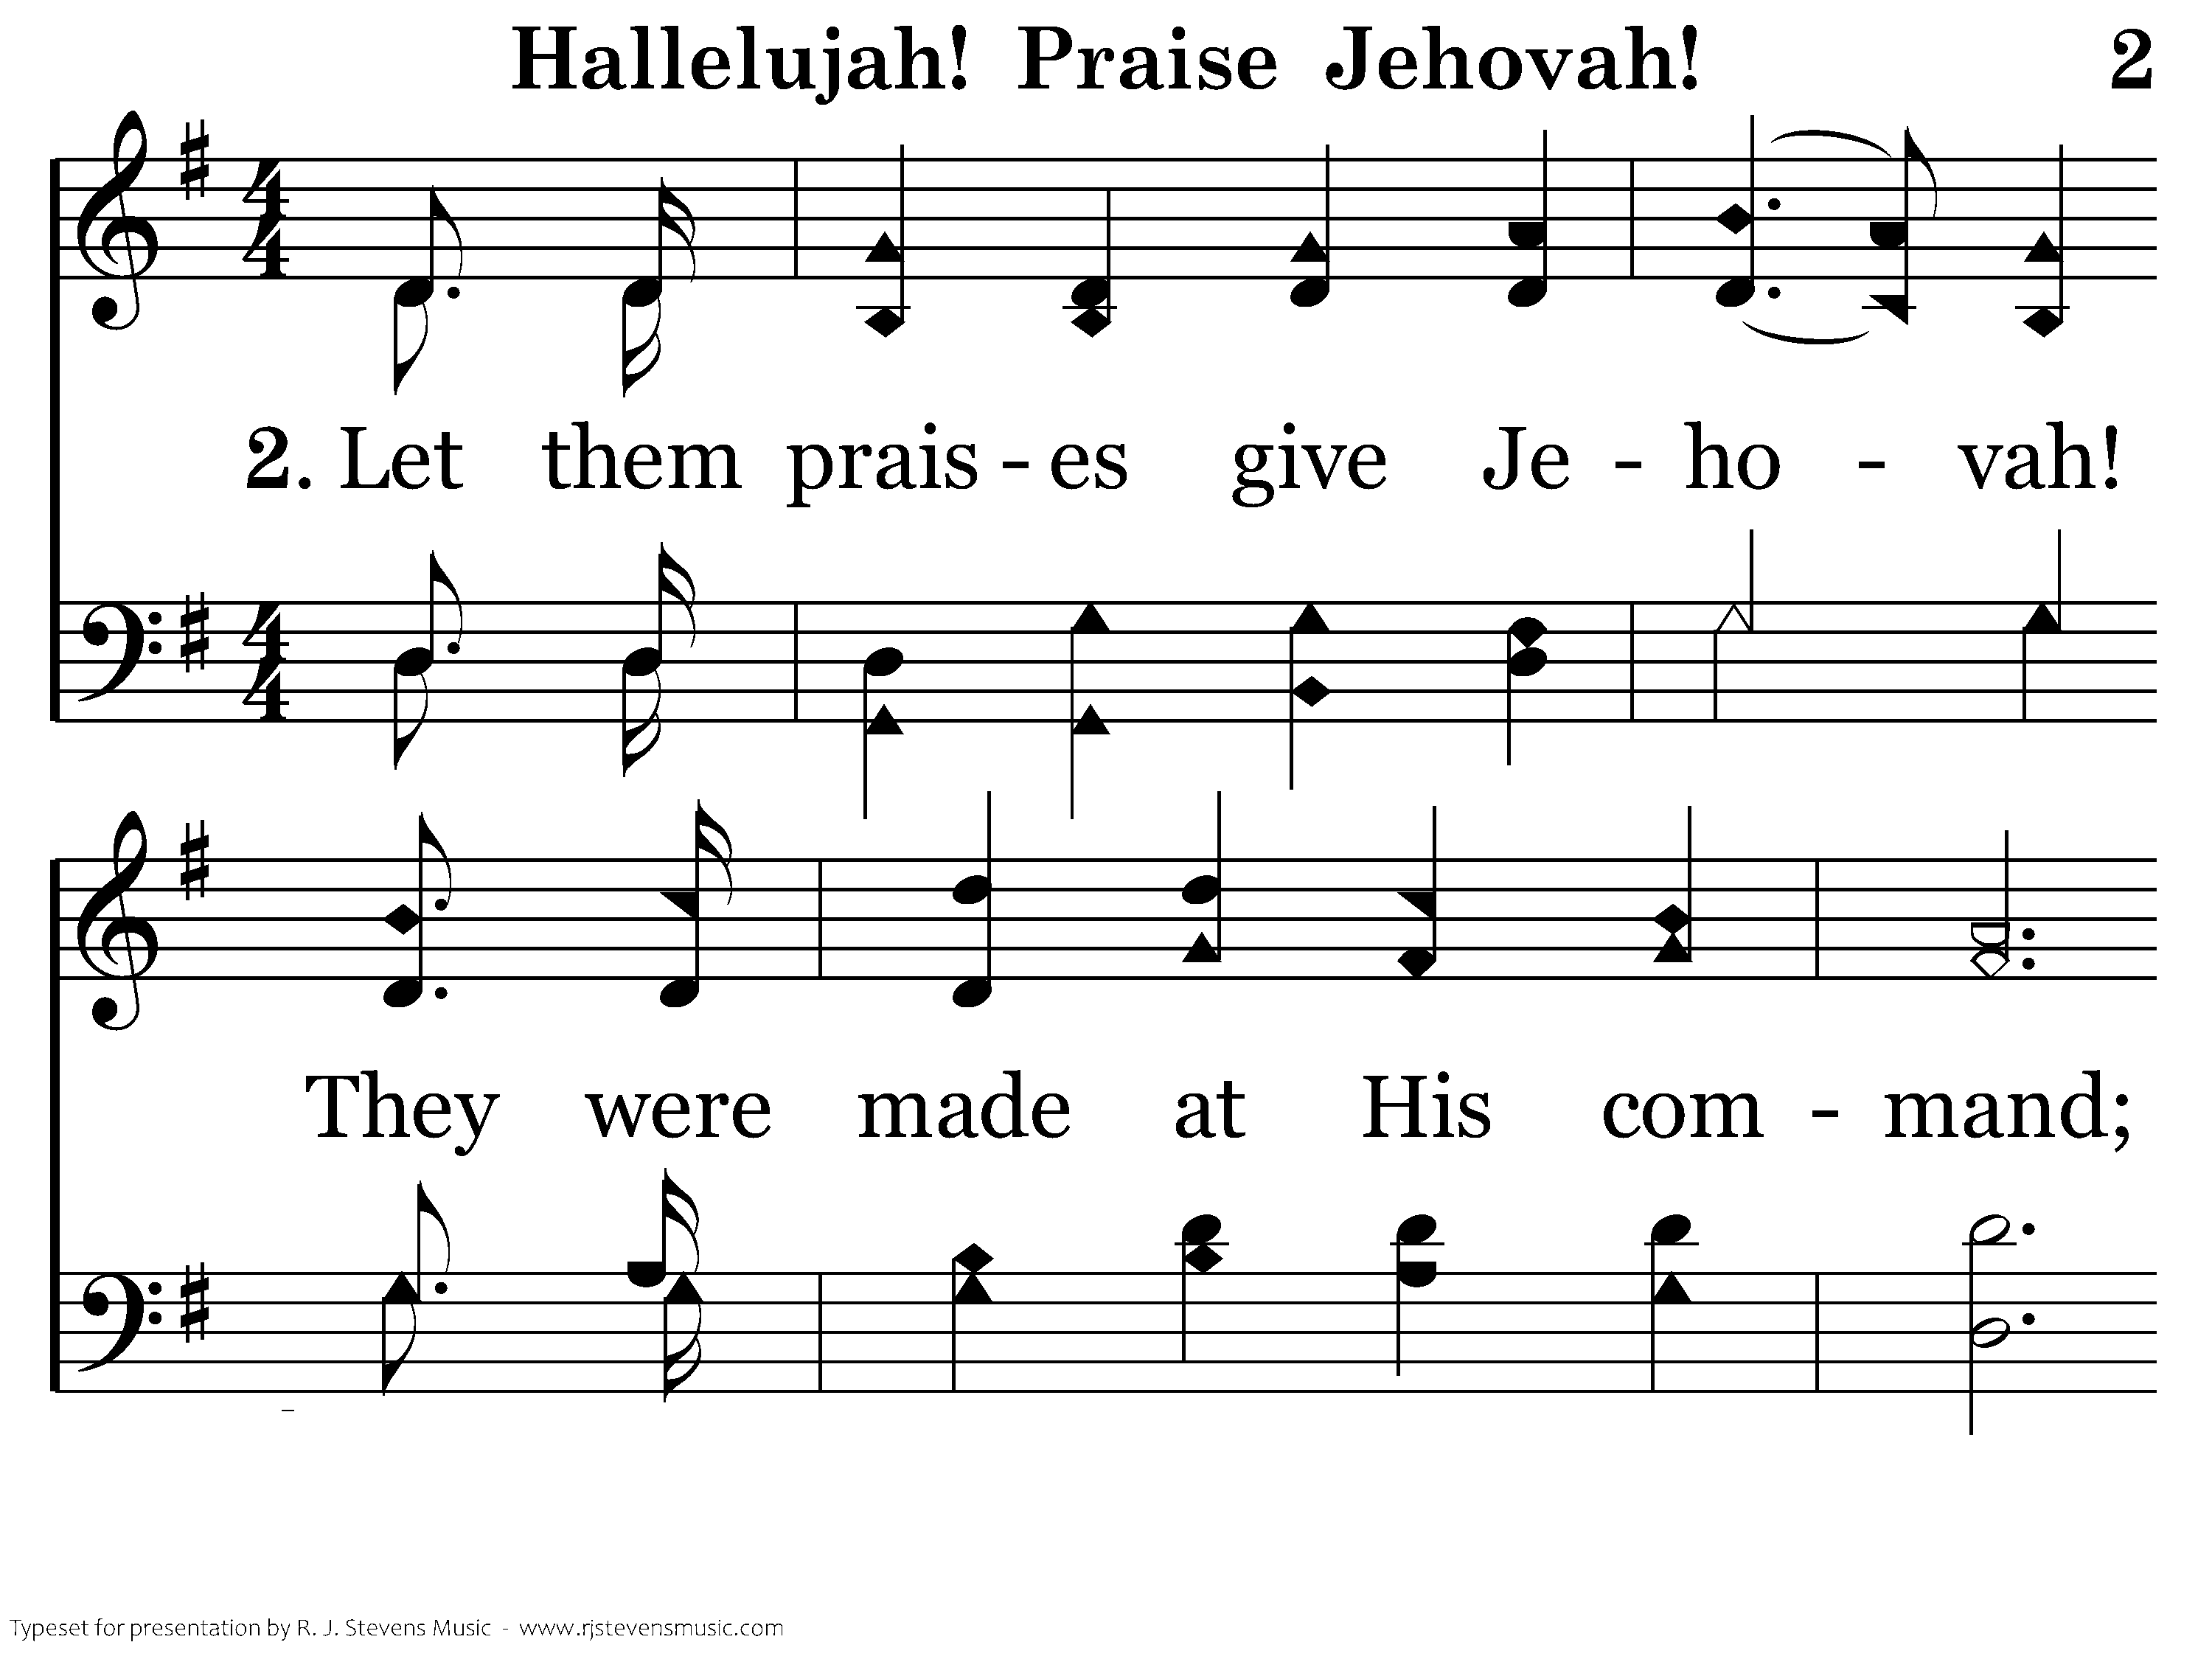 Hallelujah! Praise Jehovah! 2
2. Let them prais - es give Je - ho - vah!
They were made at His com - mand;
Typeset for presentation by R. J. Stevens Music - www.rjstevensmusic.com